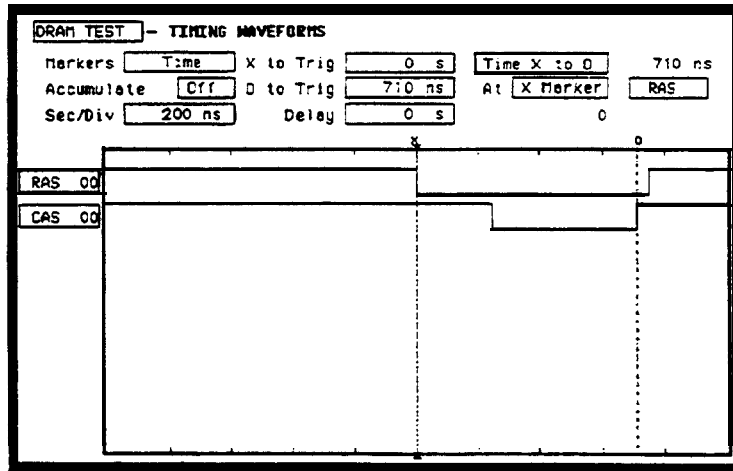 DRAM TEST - TIMING WAVEFORMS
Markers Time X to Trig 0 s Time X to O 710 ns
Accumulate Off O to Trig 710 ns At X Marker RAS
Sec/Div 200 ns Delay 0 s 0
X O
RAS 00
CAS 00